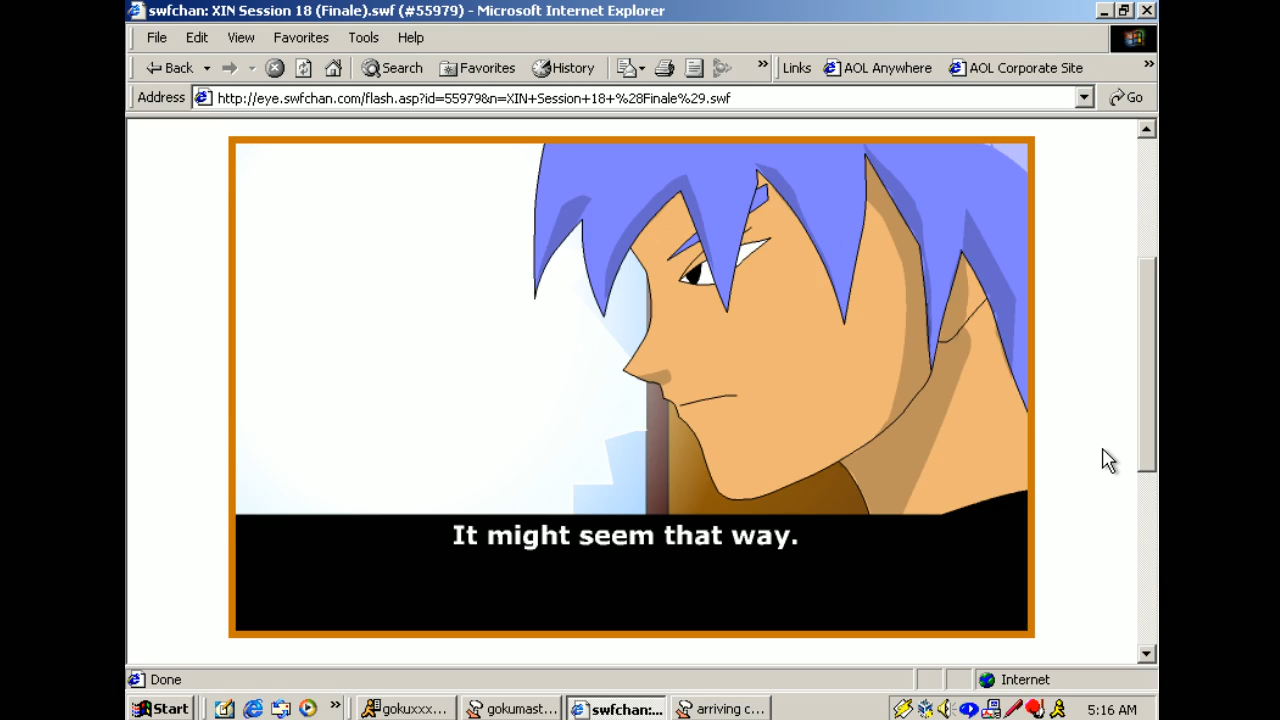 swfchan: XIN Session 18 (Finale).swf (#55979) - Microsoft Internet Explorer
File Edit View Favorites Tools Help
Back Search Favorites History » Links AOL Anywhere AOL Corporate Site »
Address http://eye.swfchan.com/flash.asp?id=55979&n=XIN+Session+18+%28Finale%29.swf Go
It might seem that way.
Done Internet
Start » gokuxxx... gokumast... swfchan:... arriving c... 5:16 AM